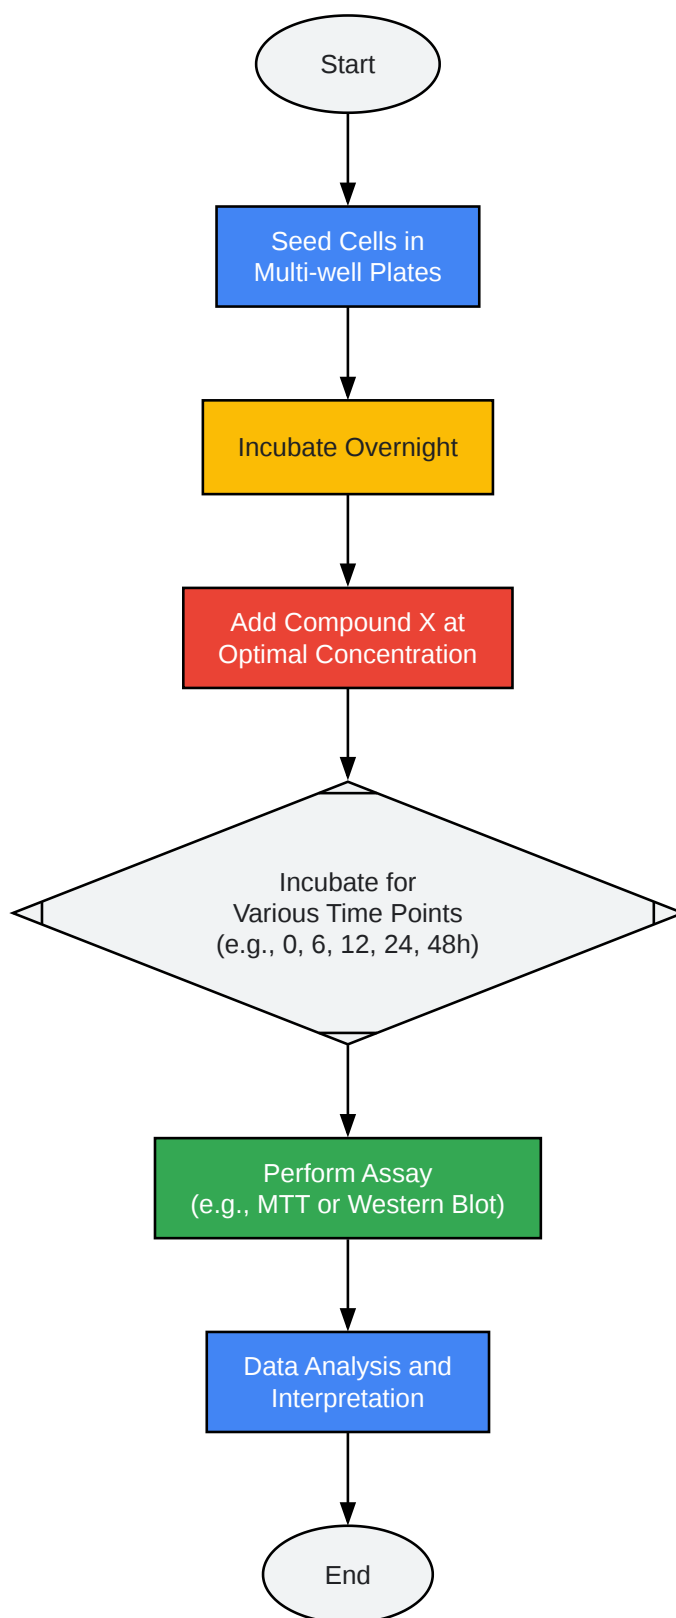 Start
Seed Cells in
Multi-well Plates
Incubate Overnight
Add Compound X at
Optimal Concentration
Incubate for
Various Time Points
(e.g., 0, 6, 12, 24, 48h)
Perform Assay
(e.g., MTT or Western Blot)
Data Analysis and
Interpretation
End